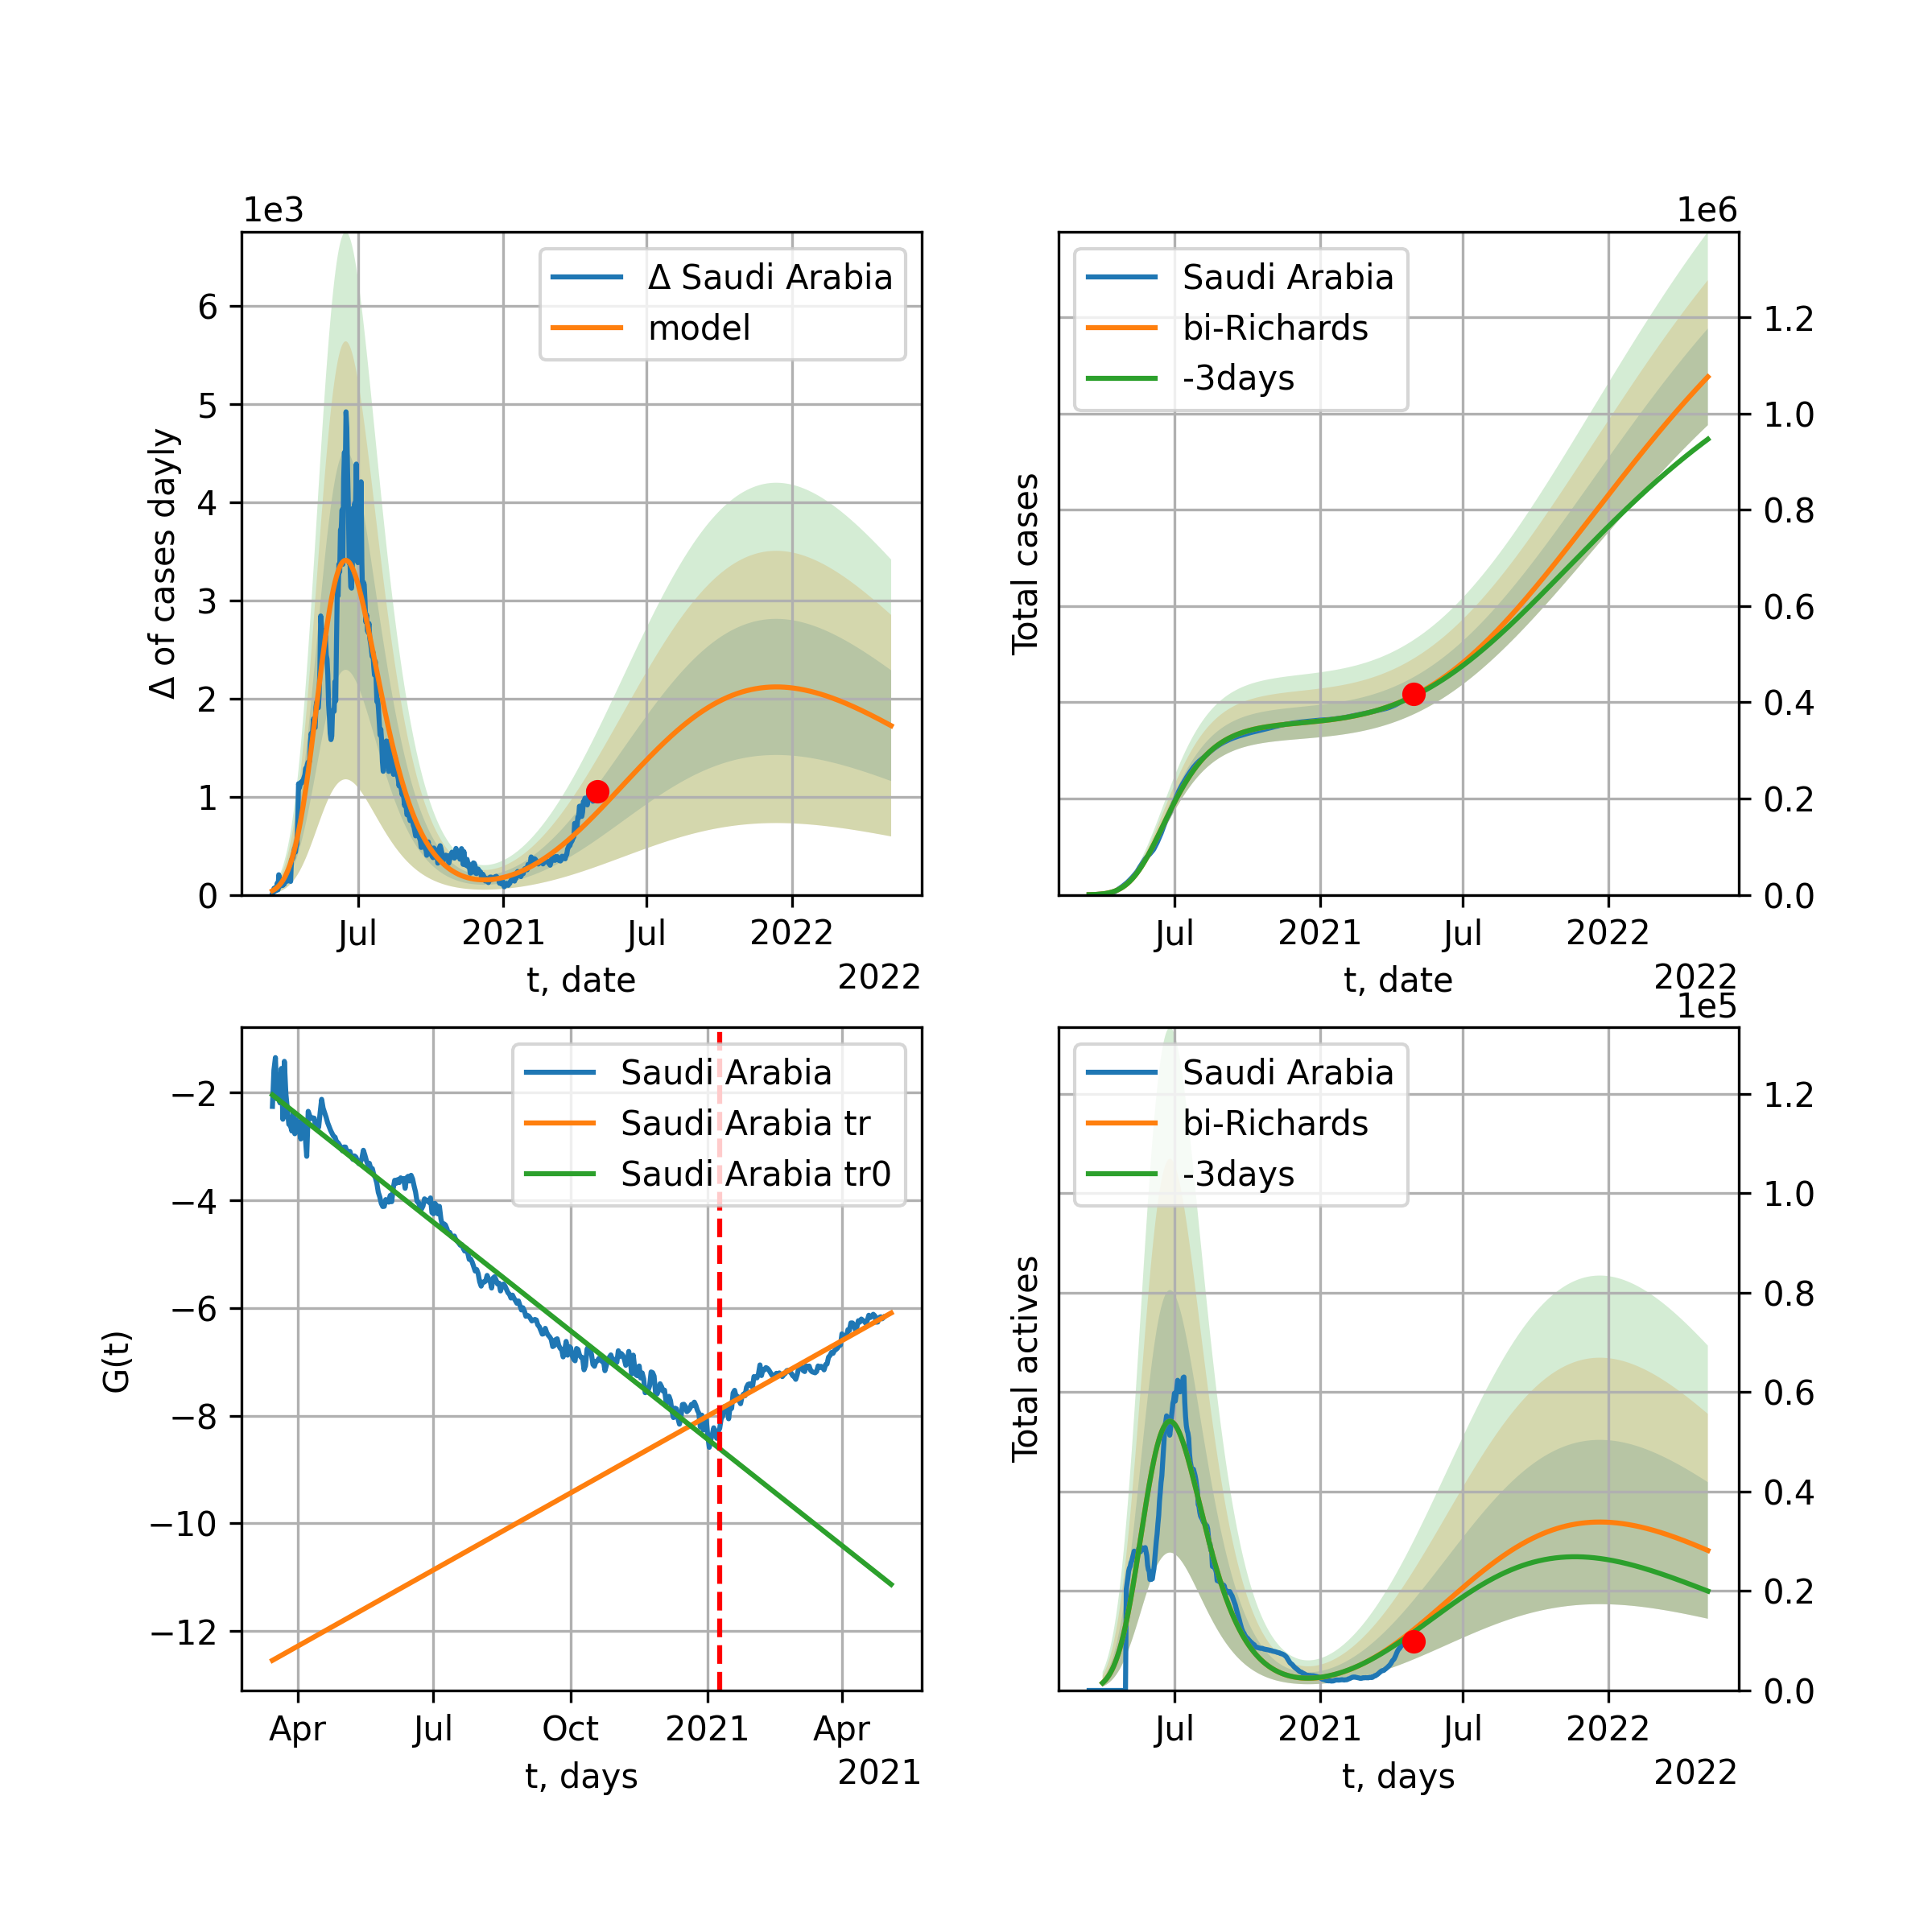 1e3
Δ of cases dayly
6
5
4
3
2
1
0
Δ Saudi Arabia
model
Jul 2021 Jul 2022
t, date
2022
1e6
Total cases
Saudi Arabia
bi-Richards
-3days
1.2
1.0
0.8
0.6
0.4
0.2
0.0
Jul 2021 Jul 2022
t, date
2022
G(t)
−2
−4
−6
−8
−10
−12
Saudi Arabia
Saudi Arabia tr
Saudi Arabia tr0
Apr Jul Oct 2021 Apr
t, days
2021
1e5
Total actives
Saudi Arabia
bi-Richards
-3days
1.2
1.0
0.8
0.6
0.4
0.2
0.0
Jul 2021 Jul 2022
t, days
2022